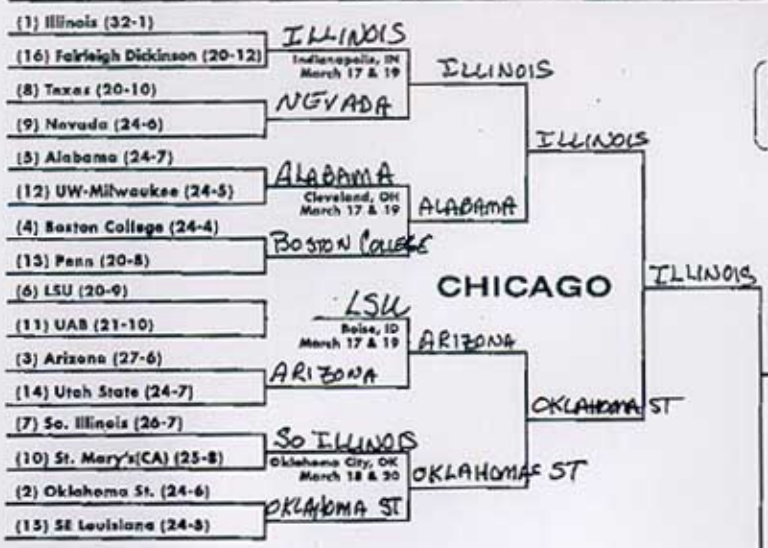 (1) Illinois (32-1)
(16) Fairleigh Dickinson (20-12)
(8) Texas (20-10)
(9) Nevada (24-6)
(5) Alabama (24-7)
(12) UW-Milwaukee (24-5)
(4) Boston College (24-4)
(13) Penn (20-8)
(6) LSU (20-9)
(11) UAB (21-10)
(3) Arizona (27-6)
(14) Utah State (24-7)
(7) So. Illinois (26-7)
(10) St. Mary's(CA) (25-8)
(2) Oklahoma St. (24-6)
(15) SE Louisiana (24-8)
ILLINOIS
Indianapolis, IN
March 17 & 19
NEVADA
ALABAMA
Cleveland, OH
March 17 & 19
BOSTON COLLEGE
LSU
Boise, ID
March 17 & 19
ARIZONA
So ILLINOIS
Oklahoma City, OK
March 18 & 20
OKLAHOMA ST
ILLINOIS
ALABAMA
ARIZONA
OKLAHOMA ST
ILLINOIS
OKLAHOMA ST
CHICAGO
ILLINOIS